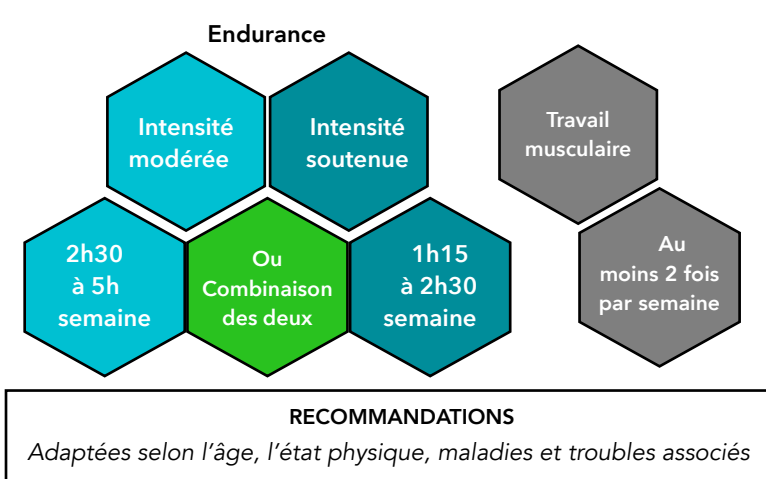 Endurance
Intensité
modérée
Intensité
soutenue
Travail
musculaire
2h30
à 5h
semaine
Ou
Combinaison
des deux
1h15
à 2h30
semaine
Au
moins 2 fois
par semaine
RECOMMANDATIONS
Adaptées selon l’âge, l’état physique, maladies et troubles associés